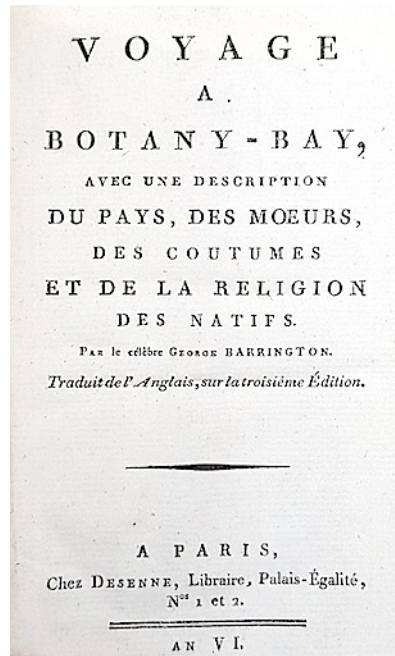 VOYAGE
A.
BOTANY-BAY,
AVEC UNE DESCRIPTION
DU PAYS, DES MŒURS,
DES COUTUMES
ET DE LA RELIGION
DES NATIFS.
PAR le célèbre GEORGE BARRINGTON.
Traduit de l'Anglais, sur la troisième Édition.
A PARIS,
Chez DESENNE, Libraire, Palais-Égalité,
Nos 1 et 2.
AN VI.